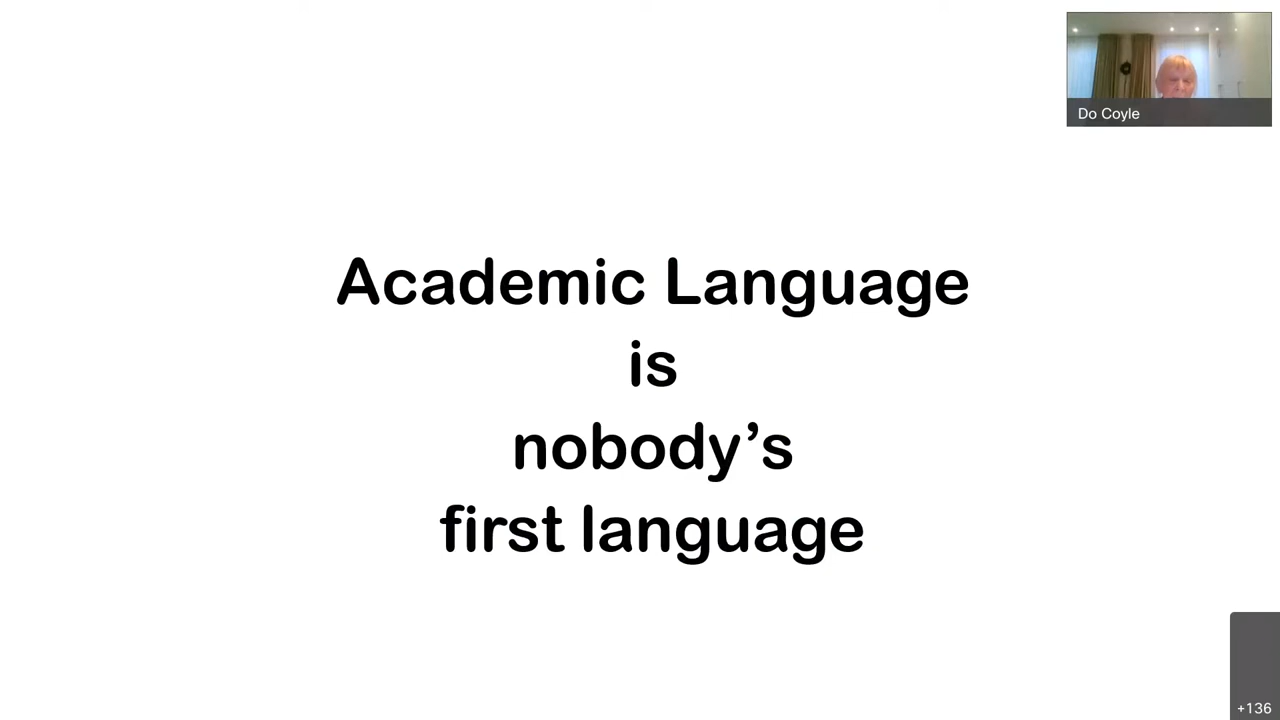 Do Coyle
Academic Language
is
nobody’s
first language
+136